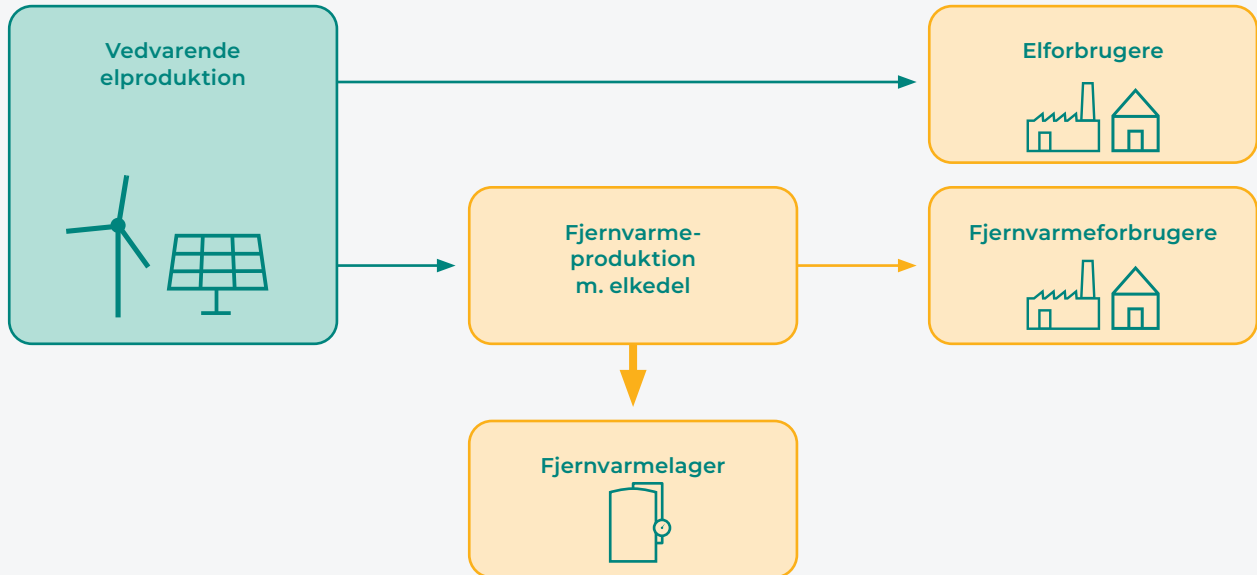 Vedvarende
elproduktion
Elforbrugere
Fjernvarme-
produktion
m. elkedel
Fjernvarmeforbrugere
Fjernvarmelager